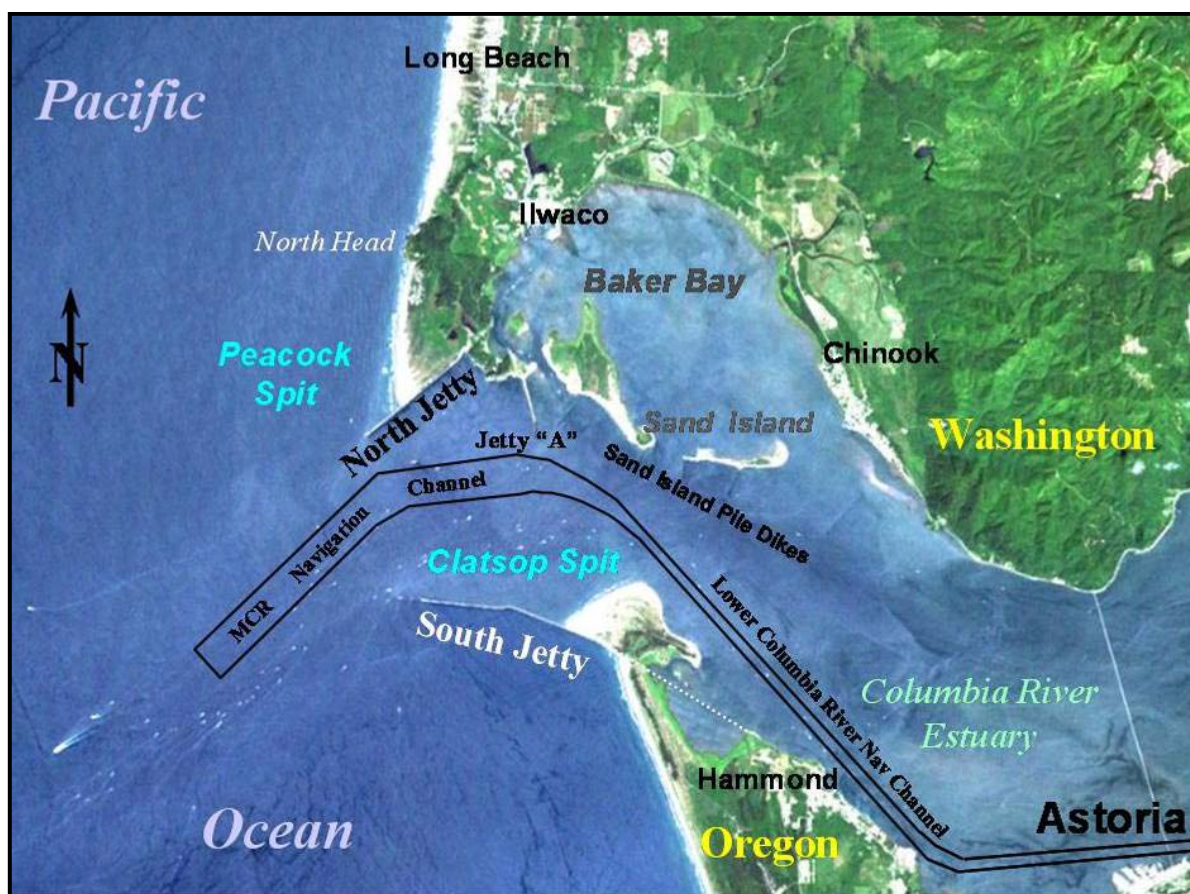 Long Beach
Pacific
Ilwaco
North Head
Baker Bay
N
Peacock
Spit
Chinook
North Jetty
Sand Island
Washington
Jetty "A"
Channel
Sand Island Pile Dikes
Navigation
MCR
Clatsop Spit
South Jetty
Lower Columbia River Nav Channel
Columbia River
Estuary
Hammond
Astoria
Ocean
Oregon